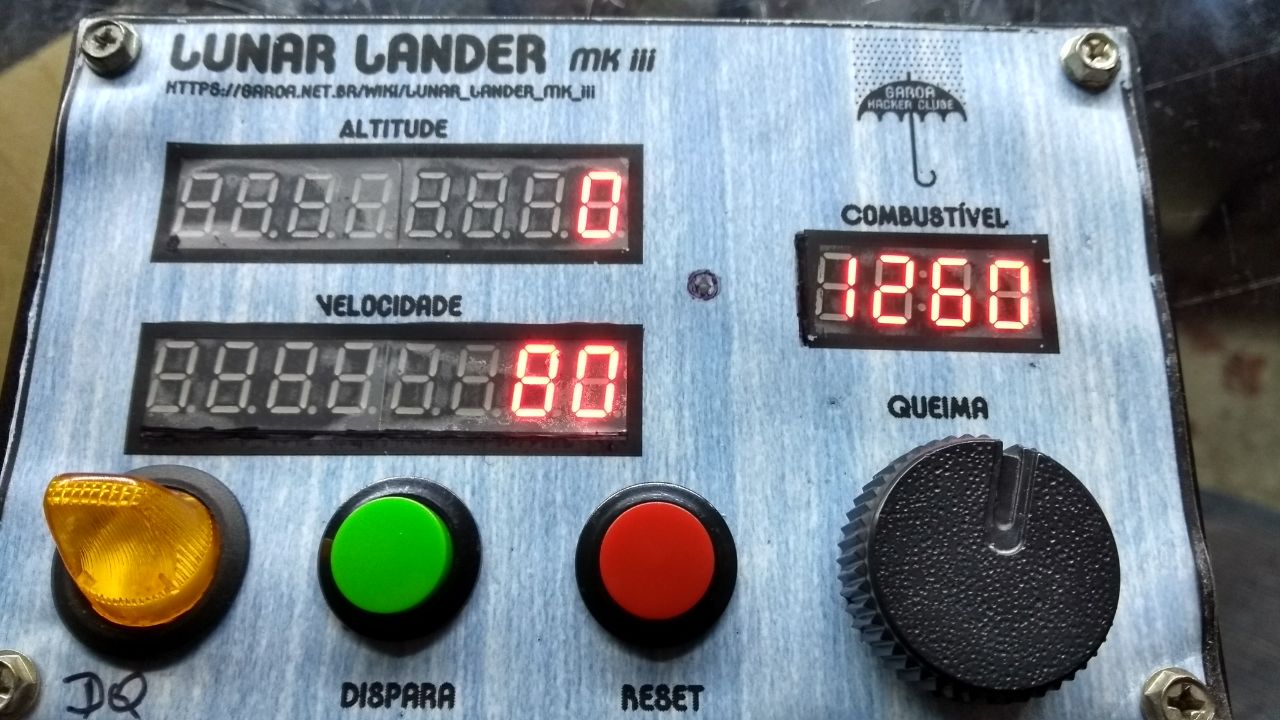 LUNAR LANDER MK iii
HTTPS://GAROA.NET.BR/WIKI/LUNAR_LANDER_MK_iii
GAROA
HACKER CLUBE
ALTITUDE
0
COMBUSTÍVEL
1260
VELOCIDADE
80
QUEIMA
DQ
DISPARA
RESET